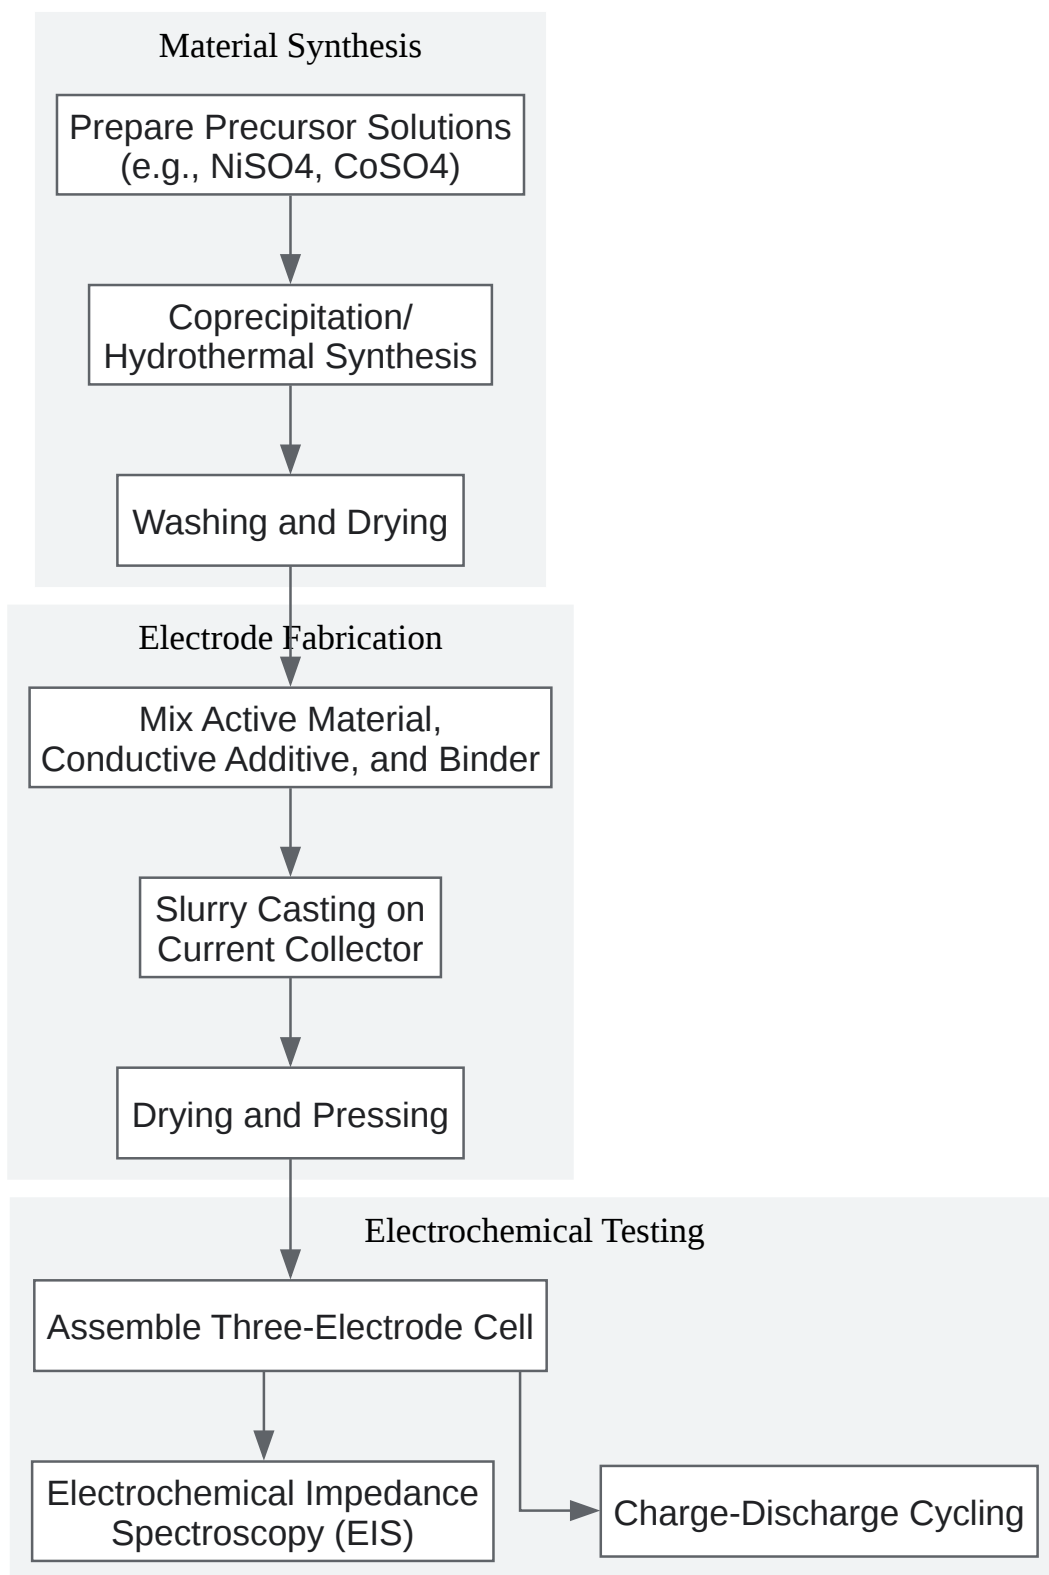 Material Synthesis
Prepare Precursor Solutions
(e.g., NiSO4, CoSO4)
Coprecipitation/
Hydrothermal Synthesis
Washing and Drying
Electrode Fabrication
Mix Active Material,
Conductive Additive, and Binder
Slurry Casting on
Current Collector
Drying and Pressing
Electrochemical Testing
Assemble Three-Electrode Cell
Electrochemical Impedance
Spectroscopy (EIS)
Charge-Discharge Cycling